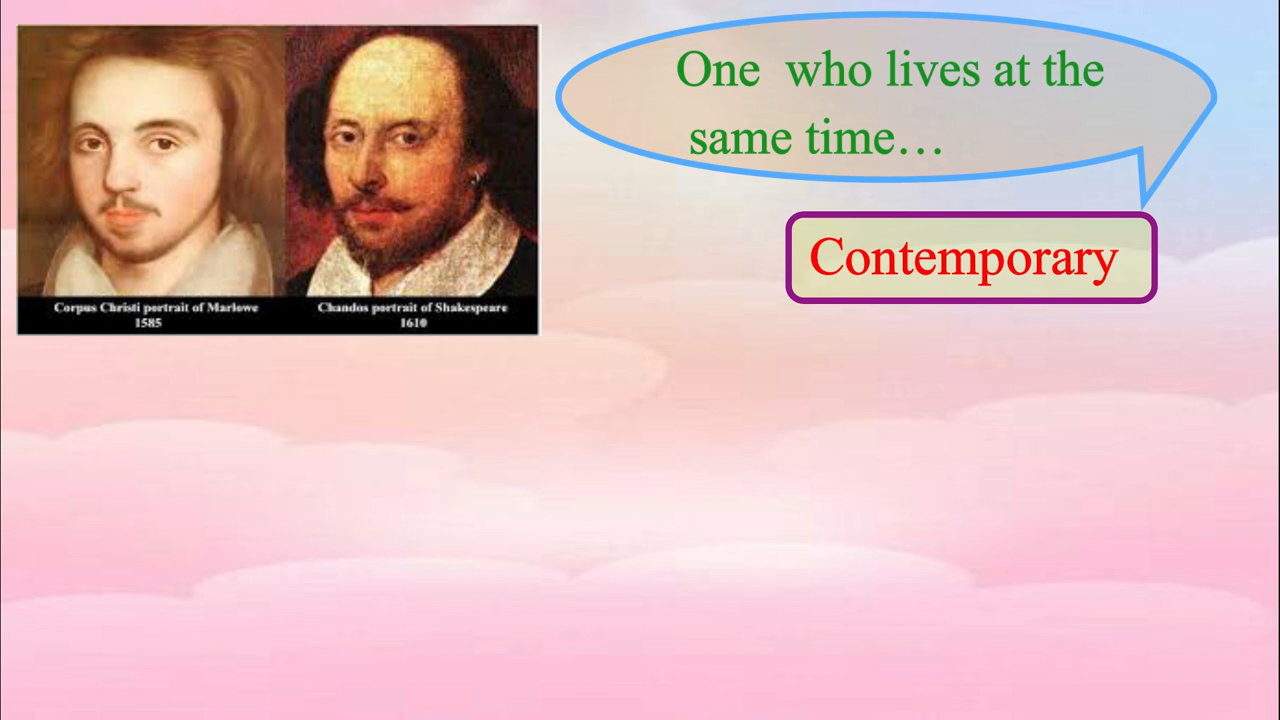 One who lives at the
same time…
Contemporary
Corpus Christi portrait of Marlowe
1585
Chandos portrait of Shakespeare
1610